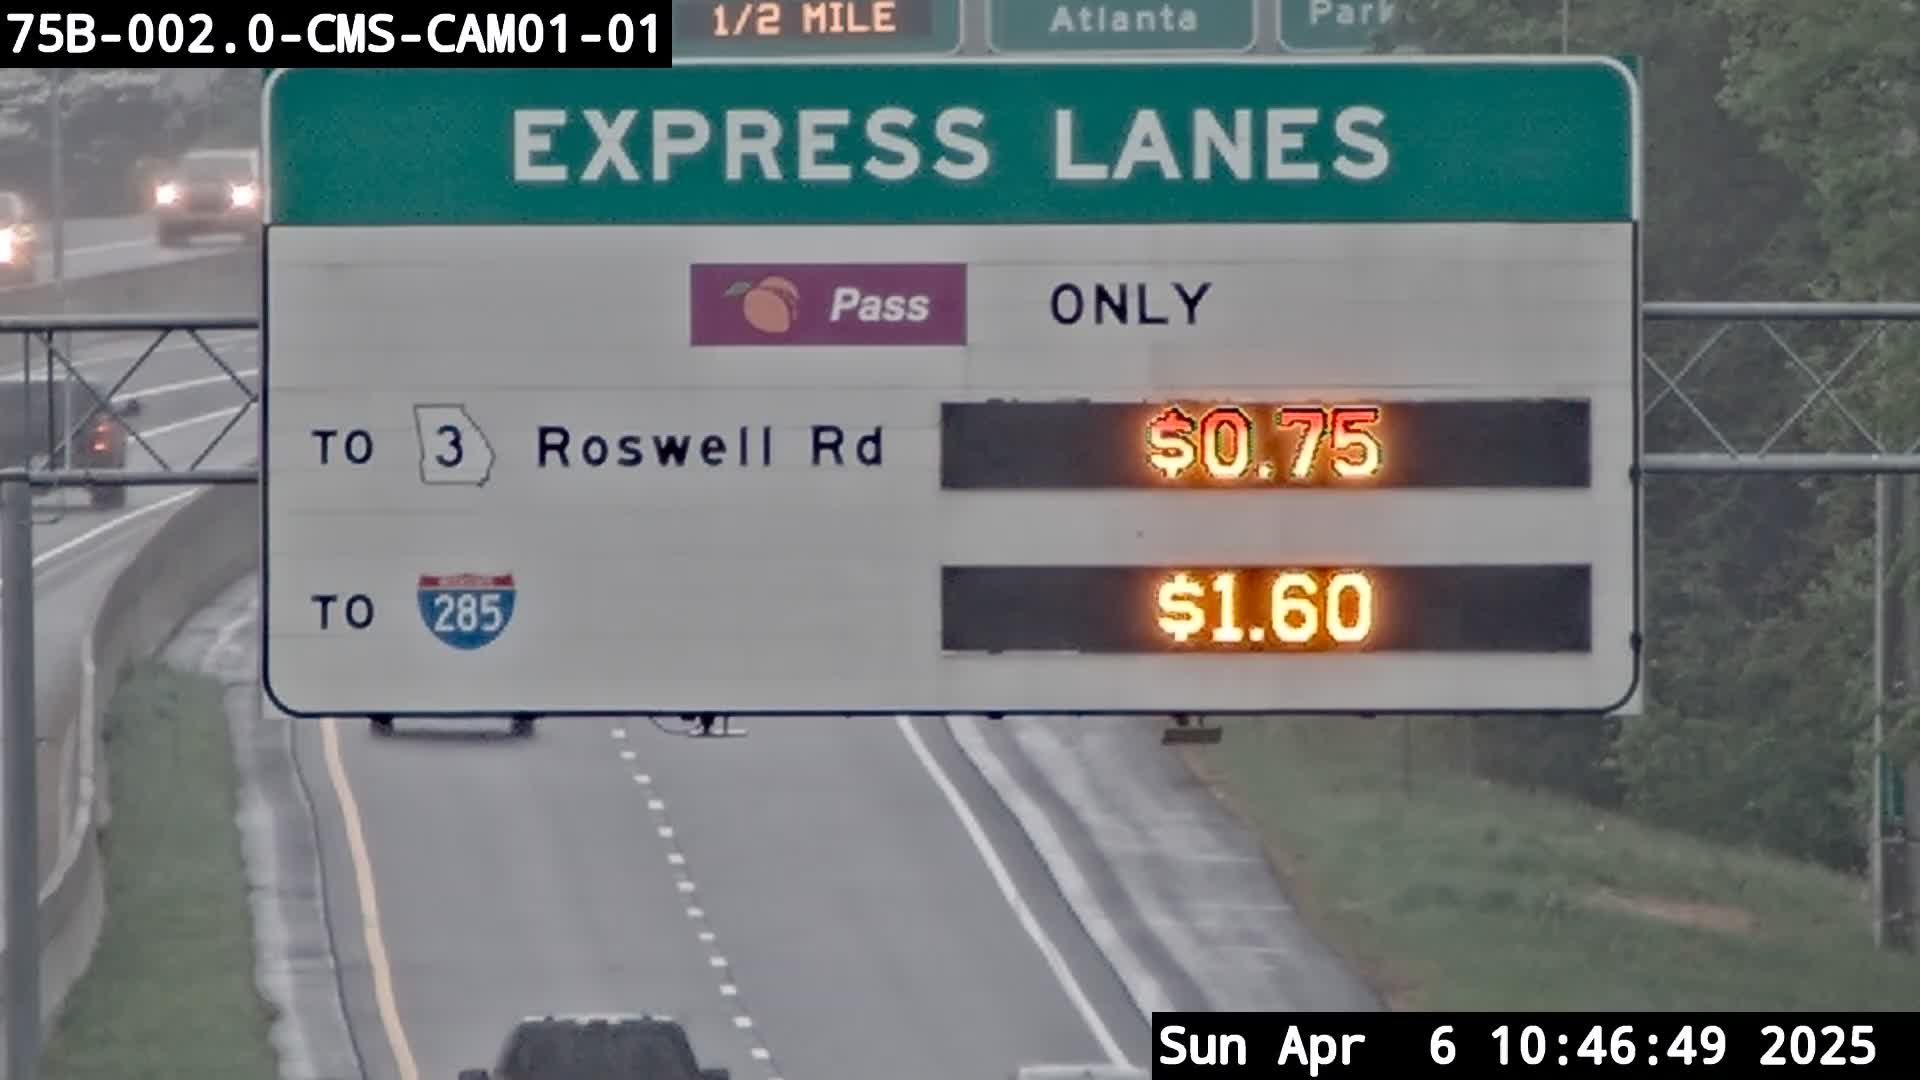 75B-002.0-CMS-CAM01-01
1/2 MILE
Atlanta
Park
EXPRESS LANES
Pass ONLY
TO 3 Roswell Rd $0.75
TO 285 $1.60
Sun Apr 6 10:46:49 2025